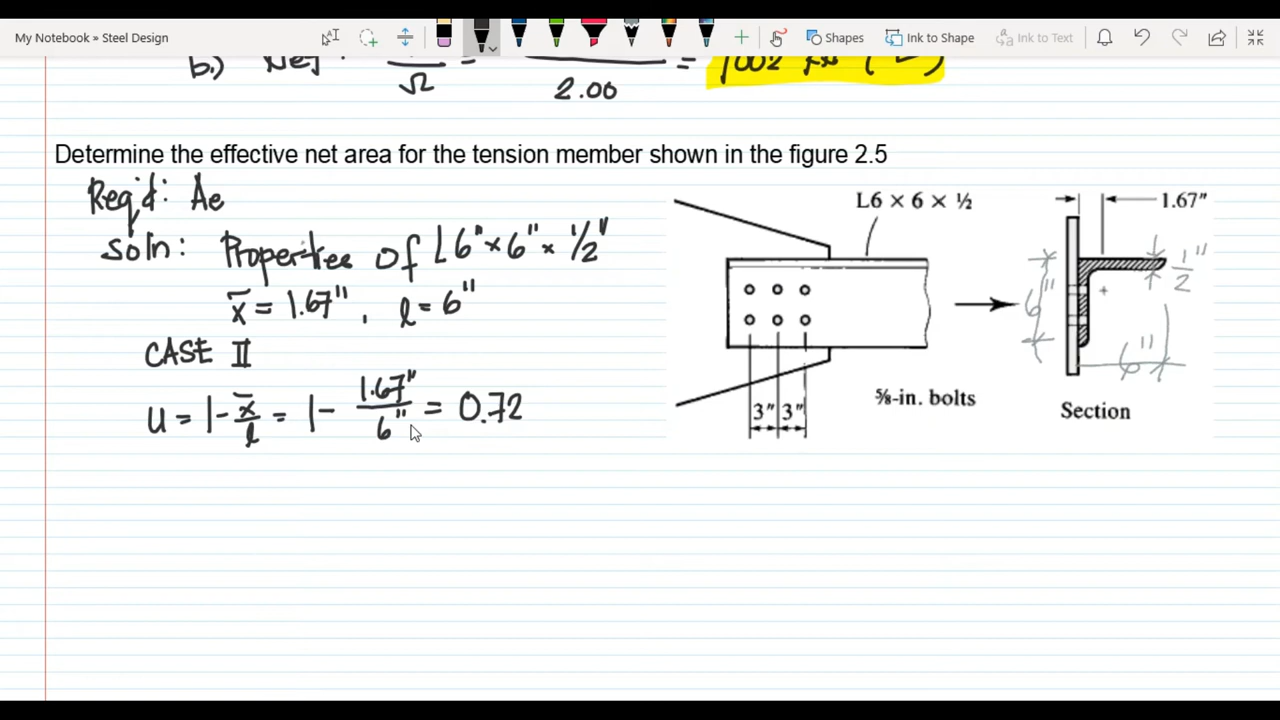 My Notebook » Steel Design
Shapes
Ink to Shape
Ink to Text
b.)
Ω
=
2.00
=
Determine the effective net area for the tension member shown in the figure 2.5
Req'd: Ae
Soln: Properties of L 6" × 6" × 1/2"
x̄ = 1.67", l = 6"
CASE II
U = 1 - x̄/l = 1 - 1.67"/6" = 0.72
L6 × 6 × ½
1.67"
1/2"
6"
6"
⅝-in. bolts
3" 3"
Section